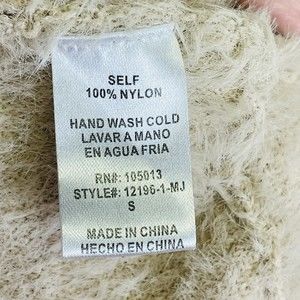 SELF
100% NYLON
HAND WASH COLD
LAVAR A MANO
EN AGUA FRIA
RN#: 105013
STYLE#: 12196-1-MJ
S
MADE IN CHINA
HECHO EN CHINA